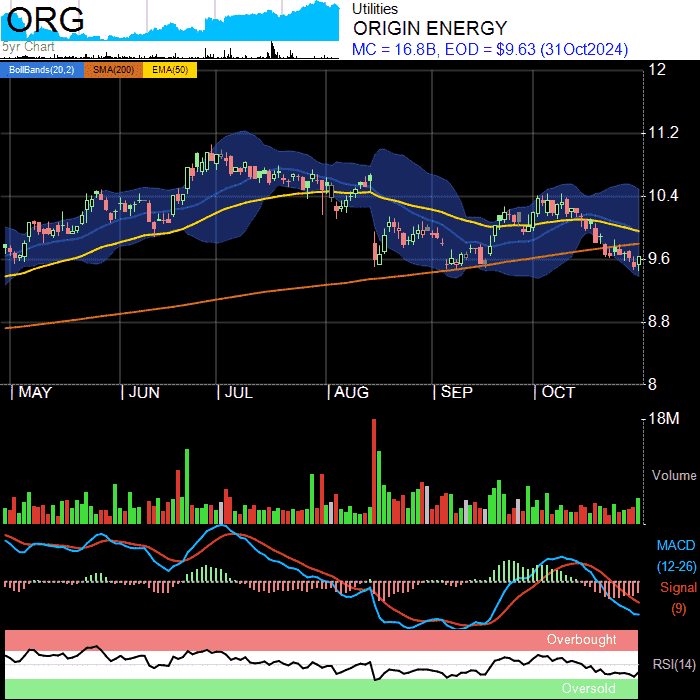 ORG
5yr Chart
Utilities
ORIGIN ENERGY
MC = 16.8B, EOD = $9.63 (31Oct2024)
BollBands(20,2) SMA(200) EMA(50)
12
11.2
10.4
9.6
8.8
8
MAY JUN JUL AUG SEP OCT
18M
Volume
MACD
(12-26)
Signal
(9)
Overbought
RSI(14)
Oversold